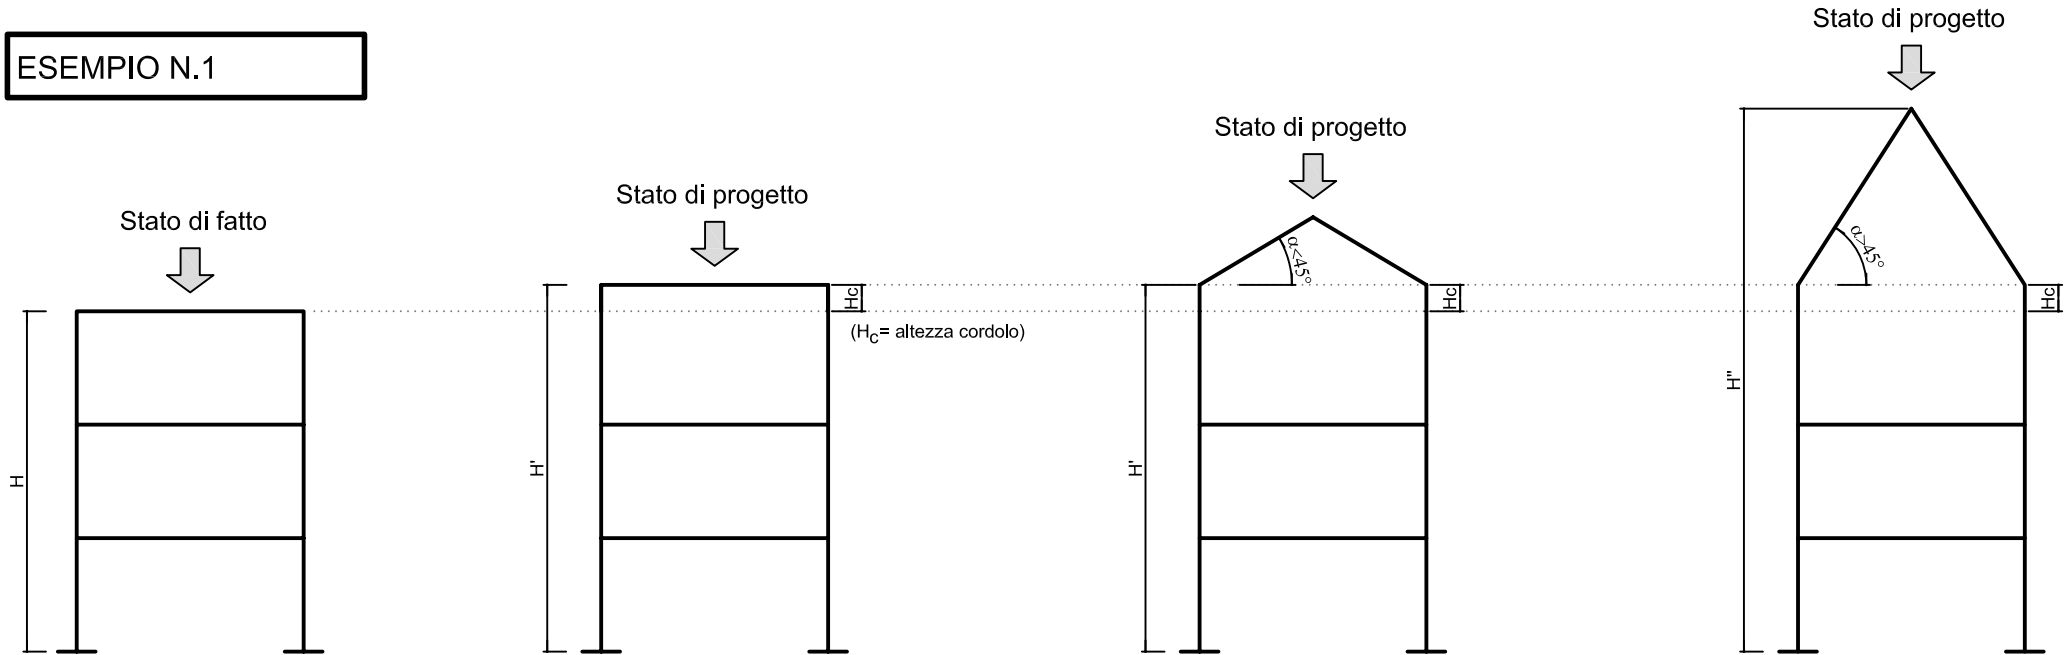 ESEMPIO N.1
Stato di fatto
H
Stato di progetto
H'
Hc
(Hc= altezza cordolo)
Stato di progetto
α<45°
H'
Hc
Stato di progetto
α>45°
H"
Hc